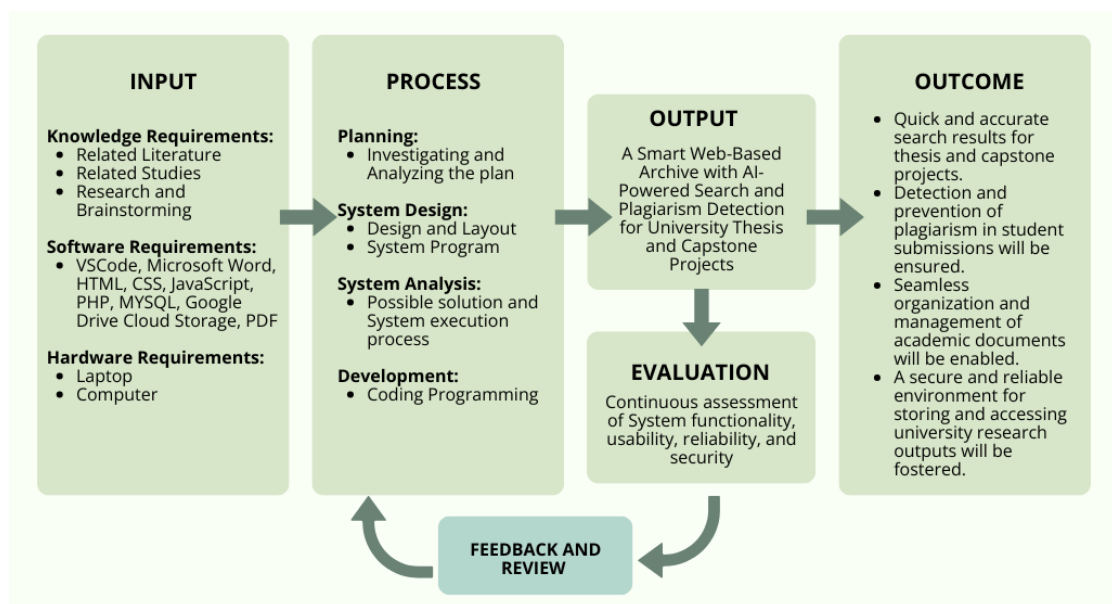 INPUT
Knowledge Requirements:
• Related Literature
• Related Studies
• Research and
Brainstorming
Software Requirements:
• VSCode, Microsoft Word,
HTML, CSS, JavaScript,
PHP, MYSQL, Google
Drive Cloud Storage, PDF
Hardware Requirements:
• Laptop
• Computer
PROCESS
Planning:
• Investigating and
Analyzing the plan
System Design:
• Design and Layout
• System Program
System Analysis:
• Possible solution and
System execution
process
Development:
• Coding Programming
OUTPUT
A Smart Web-Based
Archive with AI-
Powered Search and
Plagiarism Detection
for University Thesis
and Capstone
Projects
EVALUATION
Continuous assessment
of System functionality,
usability, reliability, and
security
OUTCOME
• Quick and accurate
search results for
thesis and capstone
projects.
• Detection and
prevention of
plagiarism in student
submissions will be
ensured.
• Seamless
organization and
management of
academic documents
will be enabled.
• A secure and reliable
environment for
storing and accessing
university research
outputs will be
fostered.
FEEDBACK AND
REVIEW